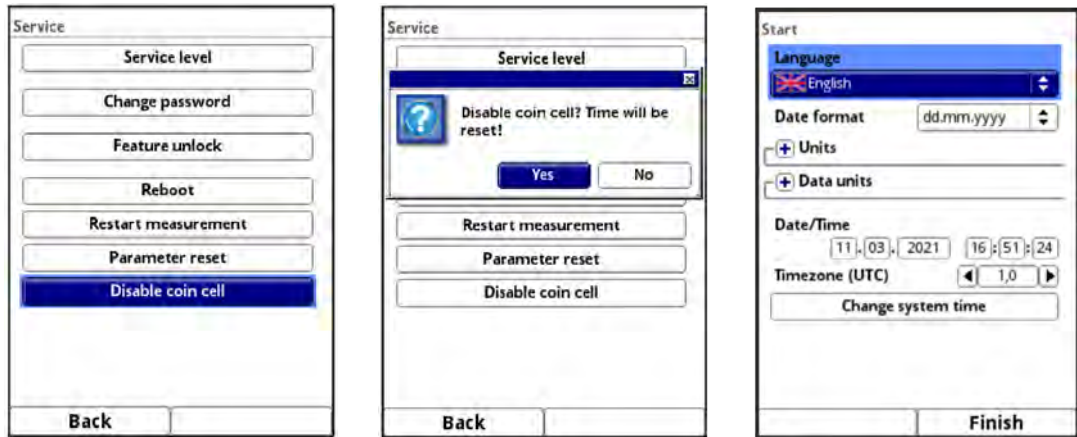 Service
Service level
Change password
Feature unlock
Reboot
Restart measurement
Parameter reset
Disable coin cell
Back
Service
Service level
Disable coin cell? Time will be
reset!
Yes No
Restart measurement
Parameter reset
Disable coin cell
Back
Start
Language
English
Date format dd.mm.yyyy
Units
Data units
Date/Time
11. 03. 2021 16:51:24
Timezone (UTC) 1,0
Change system time
Finish